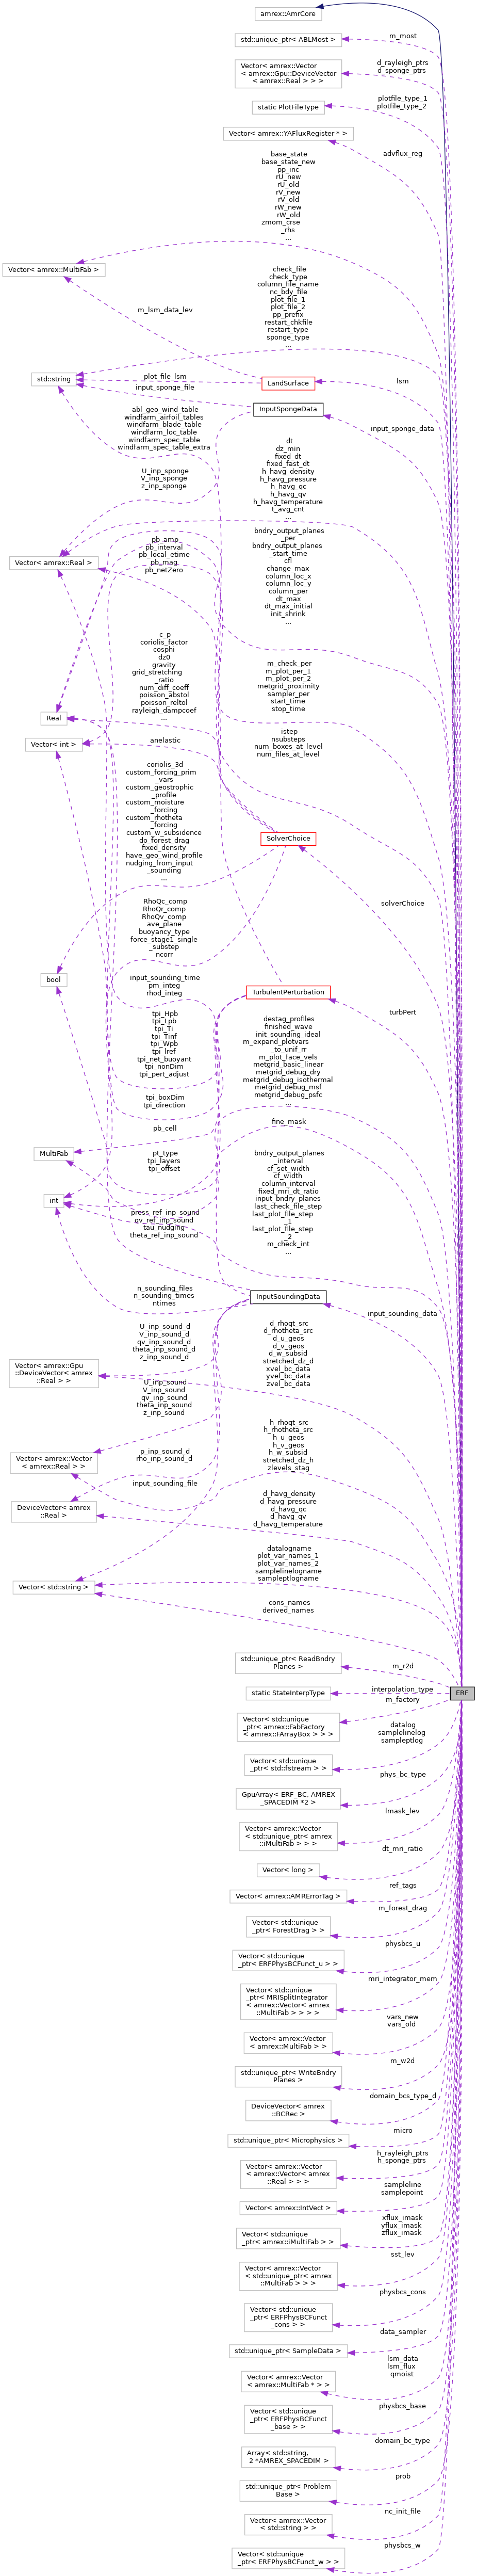 amrex::AmrCore
std::unique_ptr< ABLMost >
m_most
Vector< amrex::Vector
< amrex::Gpu::DeviceVector
< amrex::Real > > >
d_rayleigh_ptrs
d_sponge_ptrs
static PlotFileType
plotfile_type_1
plotfile_type_2
Vector< amrex::YAFluxRegister * >
advflux_reg
base_state
base_state_new
pp_inc
rU_new
rU_old
rV_new
rV_old
rW_new
rW_old
zmom_crse
_rhs
...
Vector< amrex::MultiFab >
check_file
check_type
column_file_name
nc_bdy_file
plot_file_1
plot_file_2
pp_prefix
restart_chkfile
restart_type
sponge_type
...
m_lsm_data_lev
std::string
plot_file_lsm
LandSurface
lsm
input_sponge_file
InputSpongeData
input_sponge_data
abl_geo_wind_table
windfarm_airfoil_tables
windfarm_blade_table
windfarm_loc_table
windfarm_spec_table
windfarm_spec_table_extra
dt
dz_min
fixed_dt
fixed_fast_dt
h_havg_density
h_havg_pressure
h_havg_qc
h_havg_qv
h_havg_temperature
t_avg_cnt
...
U_inp_sponge
V_inp_sponge
z_inp_sponge
Vector< amrex::Real >
pb_amp
pb_interval
pb_local_etime
pb_mag
pb_netZero
bndry_output_planes
_per
bndry_output_planes
_start_time
cfl
change_max
column_loc_x
column_loc_y
column_per
dt_max
dt_max_initial
init_shrink
...
c_p
coriolis_factor
cosphi
dz0
gravity
grid_stretching
_ratio
num_diff_coeff
poisson_abstol
poisson_reltol
rayleigh_dampcoef
...
m_check_per
m_plot_per_1
m_plot_per_2
metgrid_proximity
sampler_per
start_time
stop_time
Real
Vector< int >
anelastic
istep
nsubsteps
num_boxes_at_level
num_files_at_level
coriolis_3d
custom_forcing_prim
_vars
custom_geostrophic
_profile
custom_moisture
_forcing
custom_rhotheta
_forcing
custom_w_subsidence
do_forest_drag
fixed_density
have_geo_wind_profile
nudging_from_input
_sounding
...
SolverChoice
solverChoice
RhoQc_comp
RhoQr_comp
RhoQv_comp
ave_plane
buoyancy_type
force_stage1_single
_substep
ncorr
bool
input_sounding_time
pm_integ
rhod_integ
TurbulentPerturbation
turbPert
tpi_Hpb
tpi_Lpb
tpi_Ti
tpi_Tinf
tpi_Wpb
tpi_lref
tpi_net_buoyant
tpi_nonDim
tpi_pert_adjust
destag_profiles
finished_wave
init_sounding_ideal
m_expand_plotvars
_to_unif_rr
m_plot_face_vels
metgrid_basic_linear
metgrid_debug_dry
metgrid_debug_isothermal
metgrid_debug_msf
metgrid_debug_psfc
...
tpi_boxDim
tpi_direction
pb_cell
fine_mask
MultiFab
pt_type
tpi_layers
tpi_offset
bndry_output_planes
_interval
cf_set_width
cf_width
column_interval
fixed_mri_dt_ratio
input_bndry_planes
last_check_file_step
last_plot_file_step
_1
last_plot_file_step
_2
m_check_int
...
int
press_ref_inp_sound
qv_ref_inp_sound
tau_nudging
theta_ref_inp_sound
n_sounding_files
n_sounding_times
ntimes
InputSoundingData
input_sounding_data
U_inp_sound_d
V_inp_sound_d
qv_inp_sound_d
theta_inp_sound_d
z_inp_sound_d
d_rhoqt_src
d_rhotheta_src
d_u_geos
d_v_geos
d_w_subsid
stretched_dz_d
xvel_bc_data
yvel_bc_data
zvel_bc_data
Vector< amrex::Gpu
::DeviceVector< amrex
::Real > >
U_inp_sound
V_inp_sound
qv_inp_sound
theta_inp_sound
z_inp_sound
h_rhoqt_src
h_rhotheta_src
h_u_geos
h_v_geos
h_w_subsid
stretched_dz_h
zlevels_stag
Vector< amrex::Vector
< amrex::Real > >
p_inp_sound_d
rho_inp_sound_d
input_sounding_file
DeviceVector< amrex
::Real >
d_havg_density
d_havg_pressure
d_havg_qc
d_havg_qv
d_havg_temperature
Vector< std::string >
datalogname
plot_var_names_1
plot_var_names_2
samplelinelogname
sampleptlogname
cons_names
derived_names
std::unique_ptr< ReadBndry
Planes >
m_r2d
ERF
static StateInterpType
interpolation_type
m_factory
Vector< std::unique
_ptr< amrex::FabFactory
< amrex::FArrayBox > > >
datalog
samplelinelog
sampleptlog
Vector< std::unique
_ptr< std::fstream > >
phys_bc_type
GpuArray< ERF_BC, AMREX
_SPACEDIM *2 >
lmask_lev
Vector< amrex::Vector
< std::unique_ptr< amrex
::iMultiFab > > >
dt_mri_ratio
Vector< long >
ref_tags
Vector< amrex::AMRErrorTag >
m_forest_drag
Vector< std::unique
_ptr< ForestDrag > >
physbcs_u
Vector< std::unique
_ptr< ERFPhysBCFunct_u > >
mri_integrator_mem
Vector< std::unique
_ptr< MRISplitIntegrator
< amrex::Vector< amrex
::MultiFab > > > >
vars_new
vars_old
Vector< amrex::Vector
< amrex::MultiFab > >
m_w2d
std::unique_ptr< WriteBndry
Planes >
domain_bcs_type_d
DeviceVector< amrex
::BCRec >
micro
std::unique_ptr< Microphysics >
h_rayleigh_ptrs
h_sponge_ptrs
Vector< amrex::Vector
< amrex::Vector< amrex
::Real > > >
sampleline
samplepoint
Vector< amrex::IntVect >
xflux_imask
yflux_imask
zflux_imask
Vector< std::unique
_ptr< amrex::iMultiFab > >
sst_lev
Vector< amrex::Vector
< std::unique_ptr< amrex
::MultiFab > > >
physbcs_cons
Vector< std::unique
_ptr< ERFPhysBCFunct
_cons > >
data_sampler
std::unique_ptr< SampleData >
lsm_data
lsm_flux
qmoist
Vector< amrex::Vector
< amrex::MultiFab * > >
physbcs_base
Vector< std::unique
_ptr< ERFPhysBCFunct
_base > >
domain_bc_type
Array< std::string,
2 *AMREX_SPACEDIM >
prob
std::unique_ptr< Problem
Base >
nc_init_file
Vector< amrex::Vector
< std::string > >
physbcs_w
Vector< std::unique
_ptr< ERFPhysBCFunct_w > >